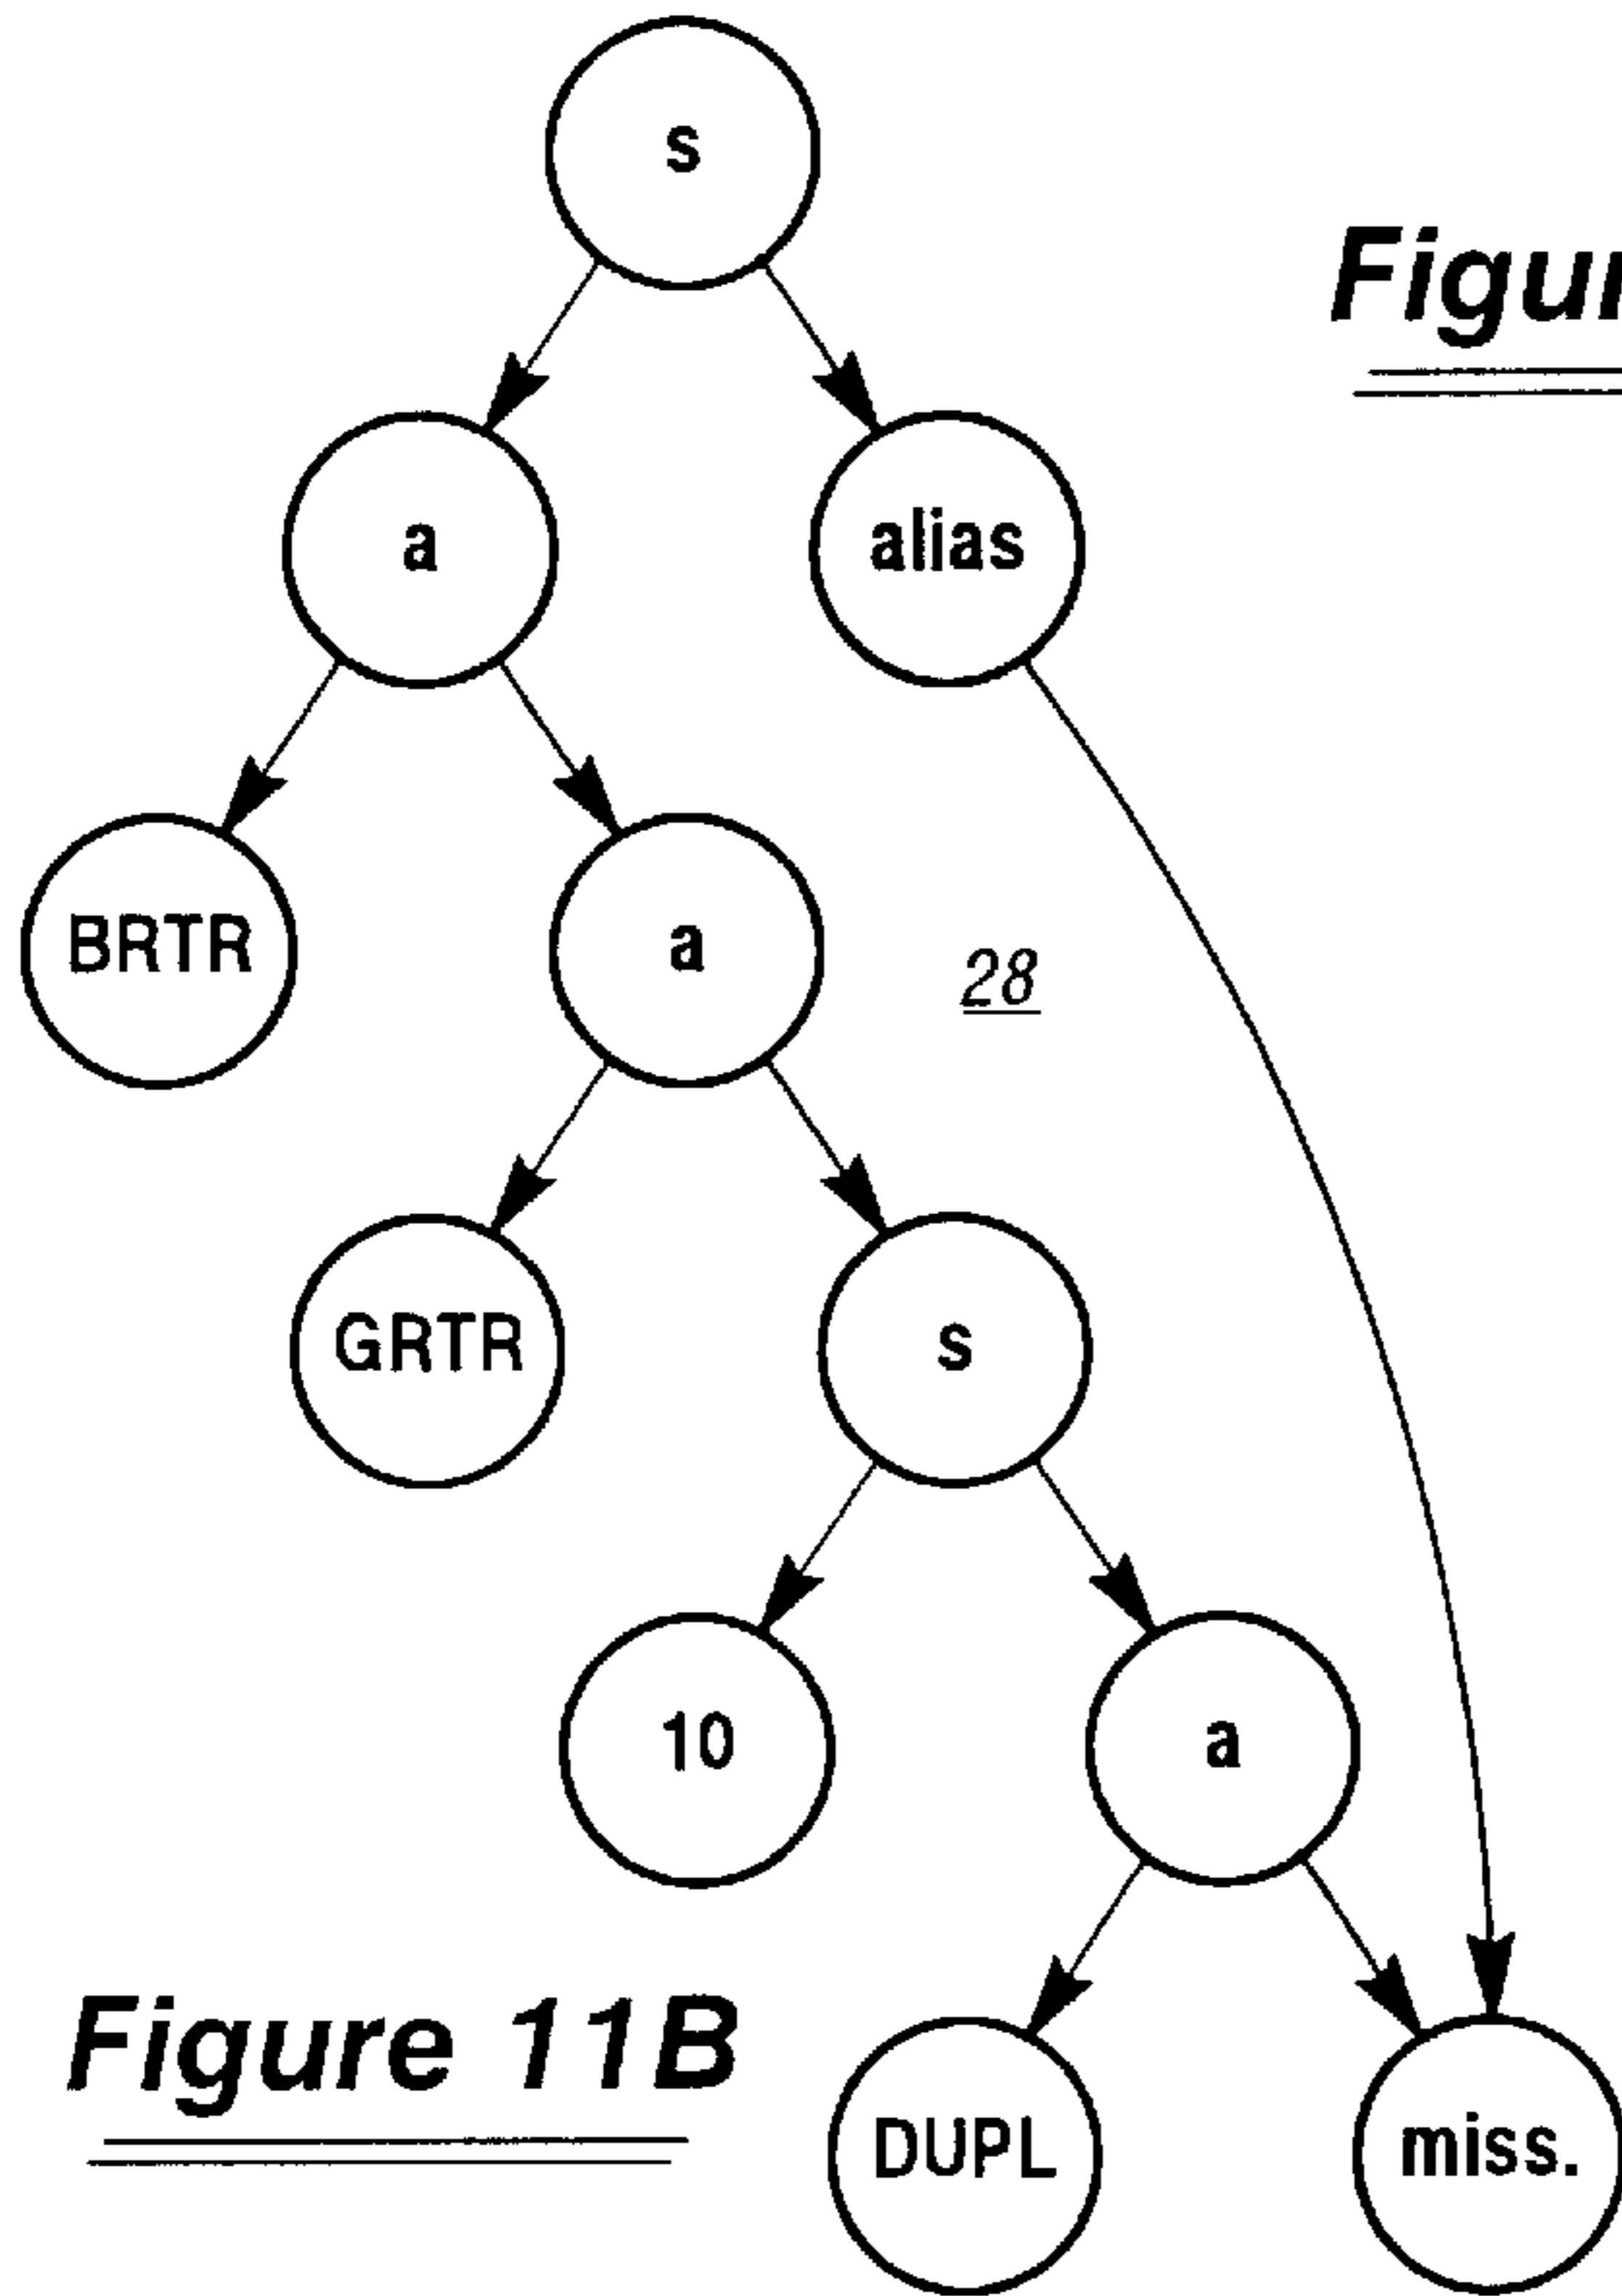 s
Figur
a alias
BRTR a 28
GRTR s
10 a
Figure 11B
DUPL miss.